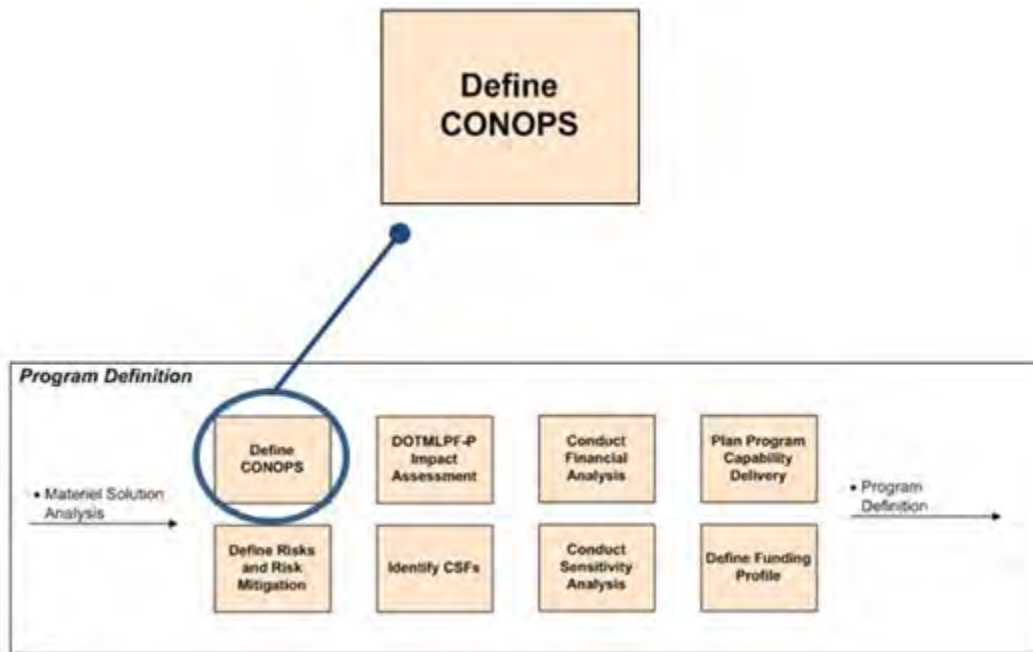 Define
CONOPS
Program Definition
Define
CONOPS
DOTMLPF-P
Impact
Assessment
Conduct
Financial
Analysis
Plan Program
Capability
Delivery
• Materiel Solution
Analysis
• Program
Definition
Define Risks
and Risk
Mitigation
Identify CSFs
Conduct
Sensitivity
Analysis
Define Funding
Profile